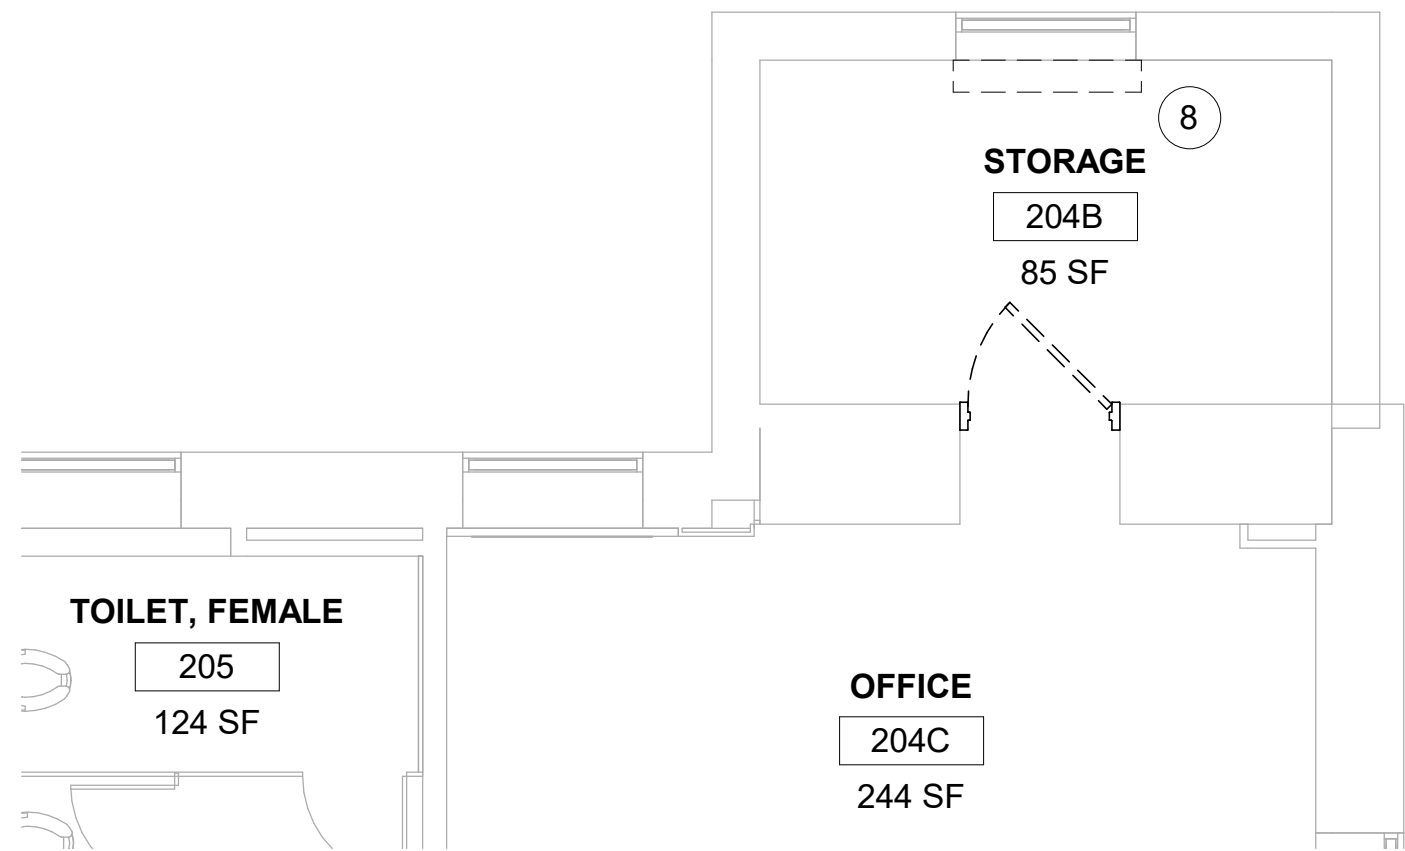 8
STORAGE
204B
85 SF
TOILET, FEMALE
205
124 SF
OFFICE
204C
244 SF